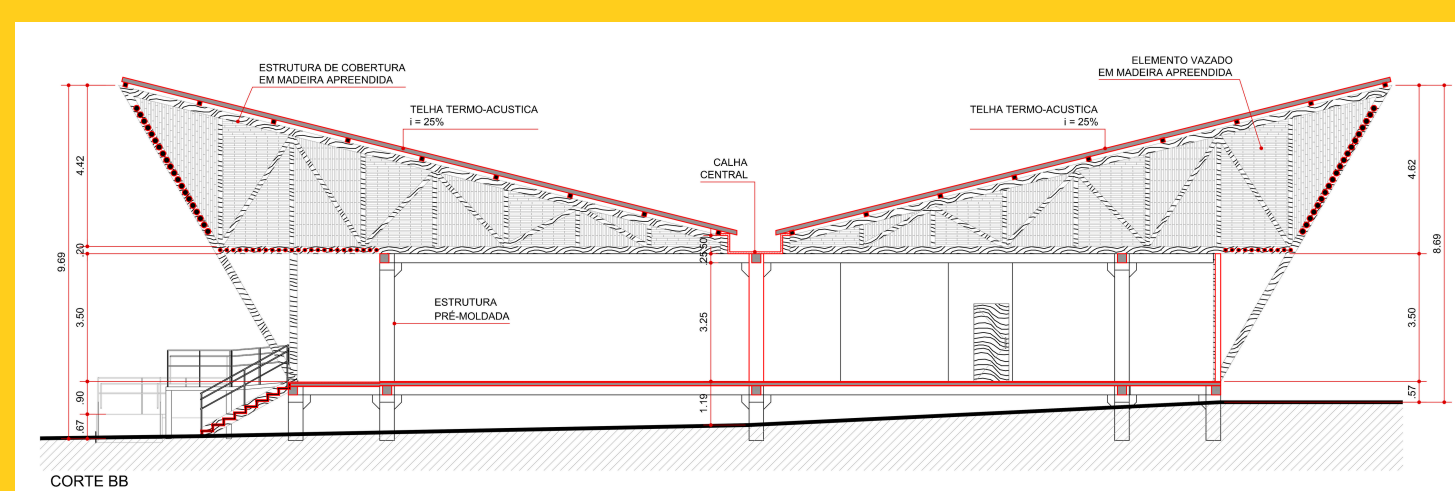 ESTRUTURA DE COBERTURA
EM MADEIRA APREENDIDA
ELEMENTO VAZADO
EM MADEIRA APREENDIDA
TELHA TERMO-ACUSTICA
i = 25%
TELHA TERMO-ACUSTICA
i = 25%
CALHA
CENTRAL
4.42
4.62
9.69
.20
.50
.25
8.69
ESTRUTURA
PRÉ-MOLDADA
3.50
3.25
3.50
.90
1.19
.57
.67
CORTE BB